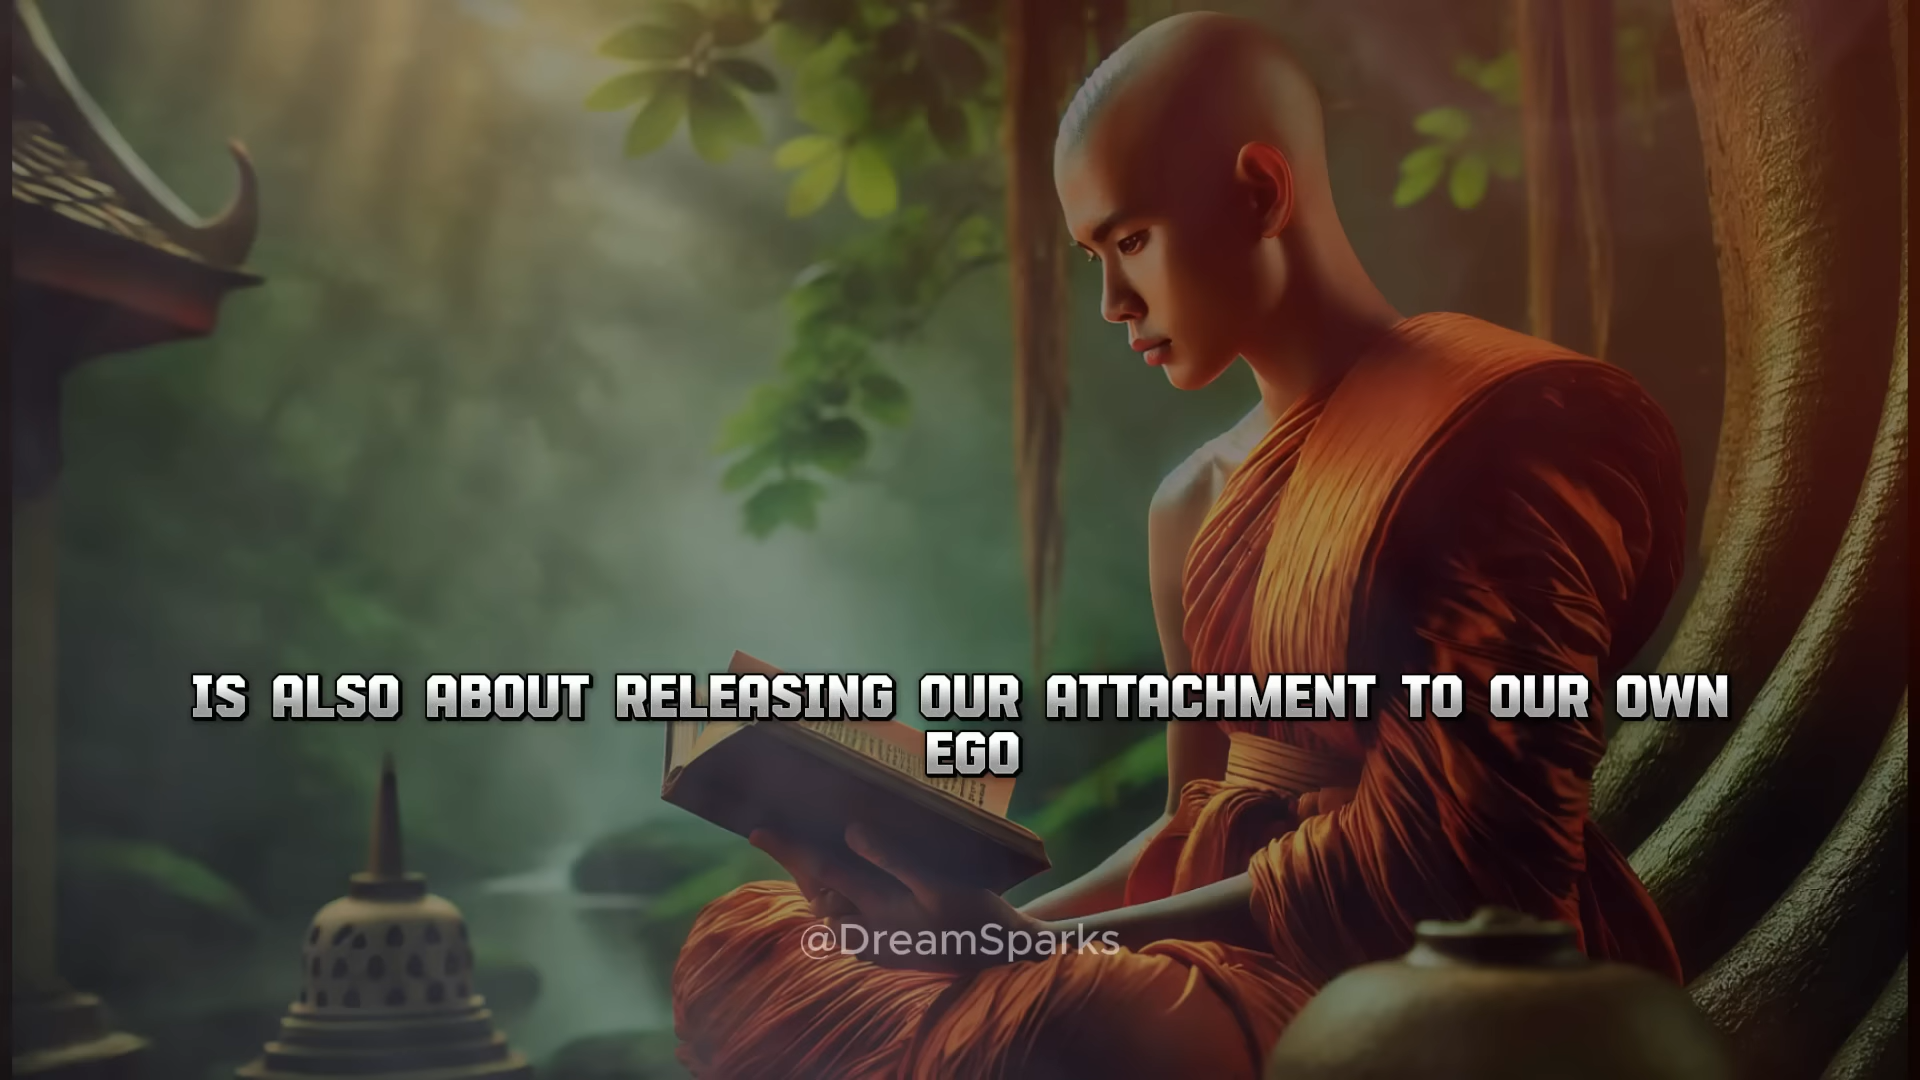 IS ALSO ABOUT RELEASING OUR ATTACHMENT TO OUR OWN
EGO
@DreamSparks